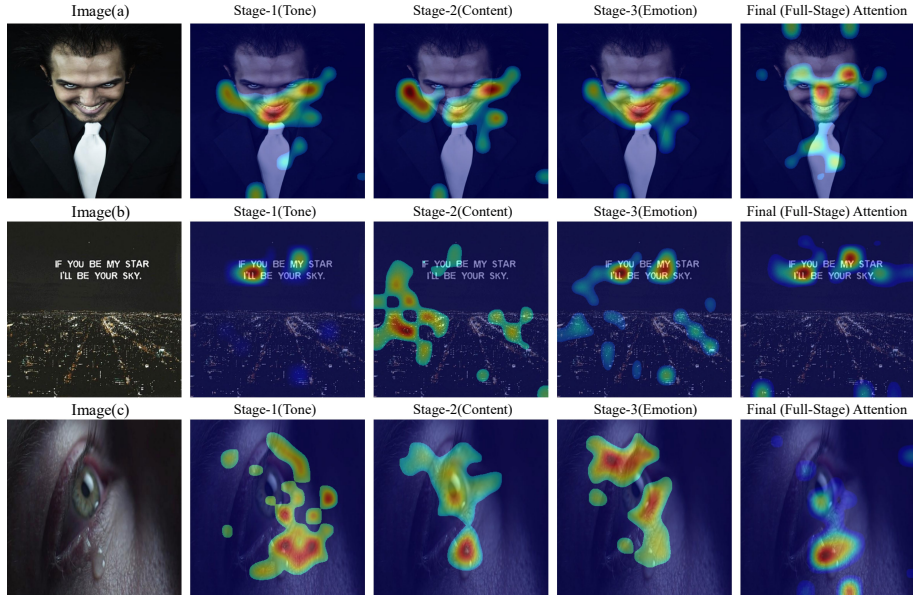 Image(a) Stage-1(Tone) Stage-2(Content) Stage-3(Emotion) Final (Full-Stage) Attention
Image(b) Stage-1(Tone) Stage-2(Content) Stage-3(Emotion) Final (Full-Stage) Attention
IF YOU BE MY STAR IF YOU BE MY STAR IF YOU BE MY STAR IF YOU BE MY STAR IF YOU BE MY STAR
I'LL BE YOUR SKY. I'LL BE YOUR SKY. I'LL BE YOUR SKY. I'LL BE YOUR SKY. I'LL BE YOUR SKY.
Image(c) Stage-1(Tone) Stage-2(Content) Stage-3(Emotion) Final (Full-Stage) Attention